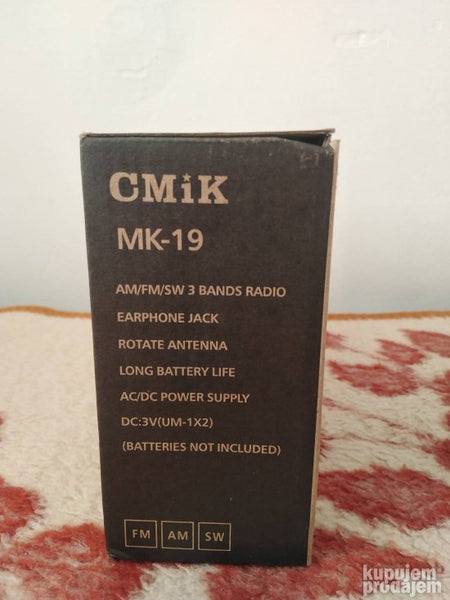 CMiK
MK-19
AM/FM/SW 3 BANDS RADIO
EARPHONE JACK
ROTATE ANTENNA
LONG BATTERY LIFE
AC/DC POWER SUPPLY
DC:3V(UM-1X2)
(BATTERIES NOT INCLUDED)
FM AM SW
kupujem
prodajem